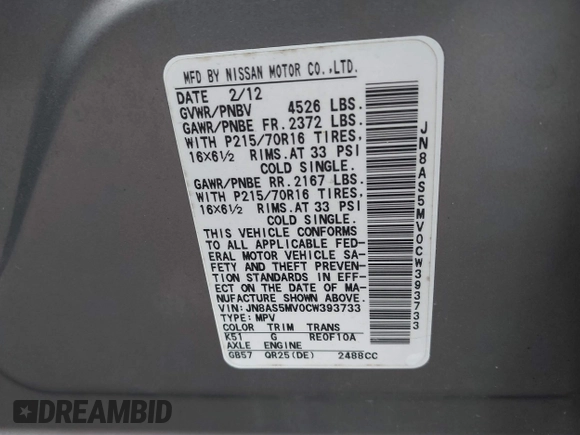 MFD BY NISSAN MOTOR CO.,LTD.
DATE 2/12
GVWR/PNBV 4526 LBS.
GAWR/PNBE FR. 2372 LBS.
WITH P215/70R16 TIRES,
16X6½ RIMS. AT 33 PSI
COLD SINGLE.
GAWR/PNBE RR. 2167 LBS.
WITH P215/70R16 TIRES,
16X6½ RIMS. AT 33 PSI
COLD SINGLE.
THIS VEHICLE CONFORMS
TO ALL APPLICABLE FED-
ERAL MOTOR VEHICLE SA-
FETY AND THEFT PREVENT-
ION STANDARDS IN EFF-
ECT ON THE DATE OF MA-
NUFACTURE SHOWN ABOVE.
VIN: JN8AS5MV0CW393733
TYPE: MPV
COLOR TRIM TRANS
K51 G RE0F10A
AXLE ENGINE
GB57 QR25(DE) 2488CC
JN8AS5MV0CW393733
DREAMBID